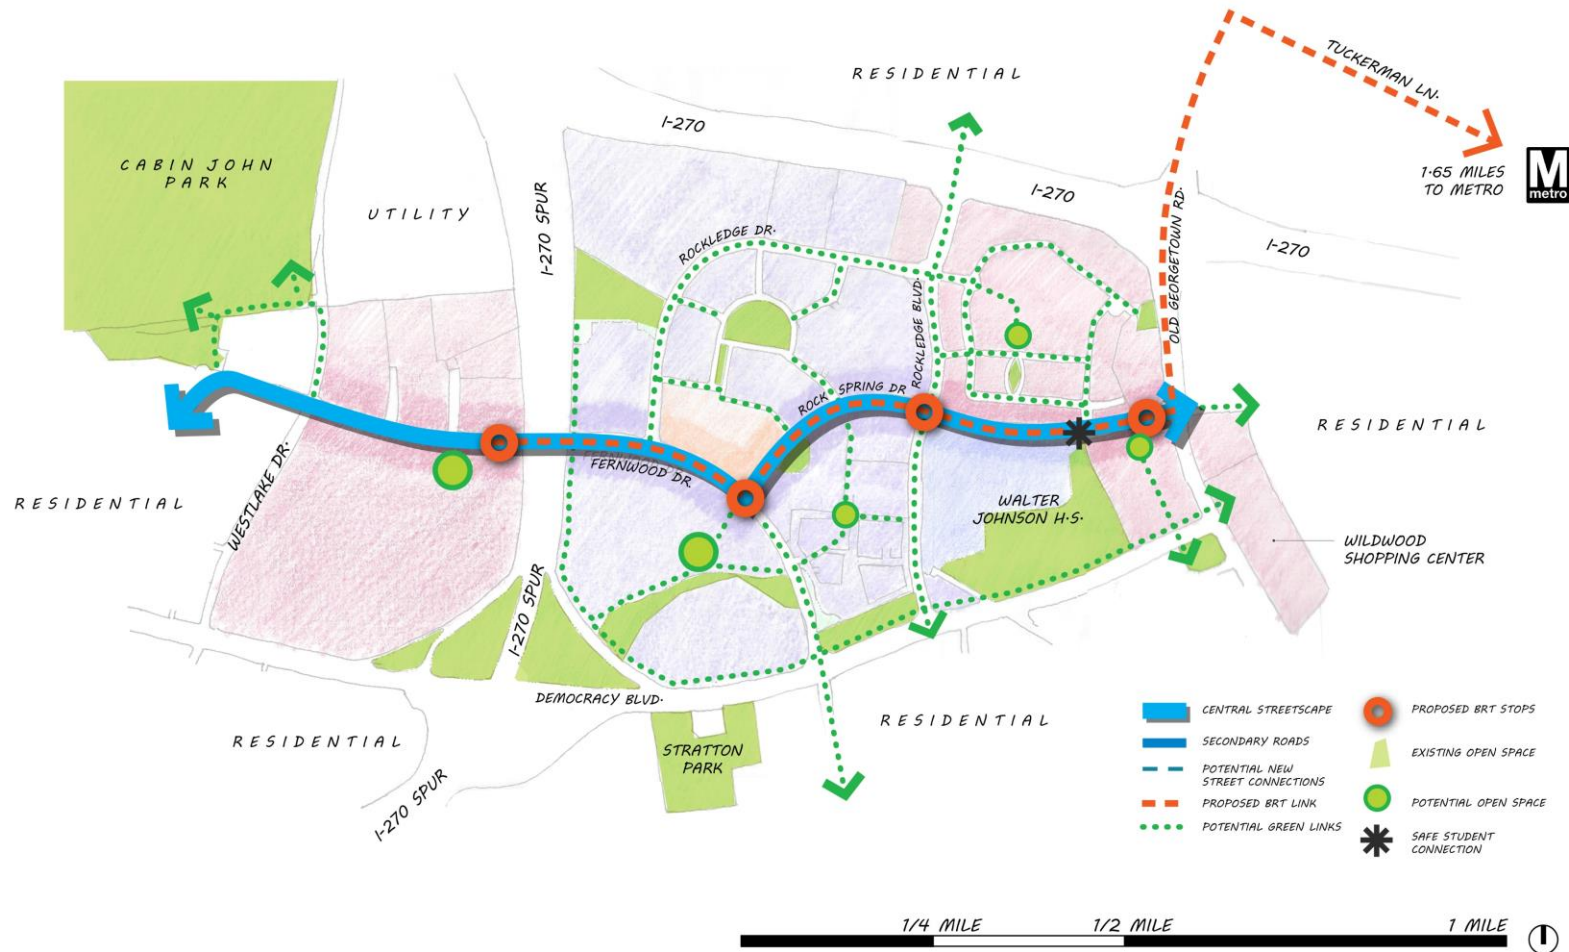 TUCKERMAN LN.
RESIDENTIAL
I-270
CABIN JOHN
PARK
1.65 MILES
TO METRO
M
metro
UTILITY
I-270 SPUR
I-270
OLD GEORGETOWN RD.
ROCKLEDGE DR.
I-270
ROCKLEDGE BLVD.
ROCK SPRING DR
RESIDENTIAL
FERNWOOD DR.
WESTLAKE DR.
RESIDENTIAL
WALTER
JOHNSON H.S.
WILDWOOD
SHOPPING CENTER
I-270 SPUR
DEMOCRACY BLVD.
RESIDENTIAL
RESIDENTIAL
STRATTON
PARK
I-270 SPUR
CENTRAL STREETSCAPE
SECONDARY ROADS
POTENTIAL NEW
STREET CONNECTIONS
PROPOSED BRT LINK
POTENTIAL GREEN LINKS
PROPOSED BRT STOPS
EXISTING OPEN SPACE
POTENTIAL OPEN SPACE
SAFE STUDENT
CONNECTION
1/4 MILE
1/2 MILE
1 MILE